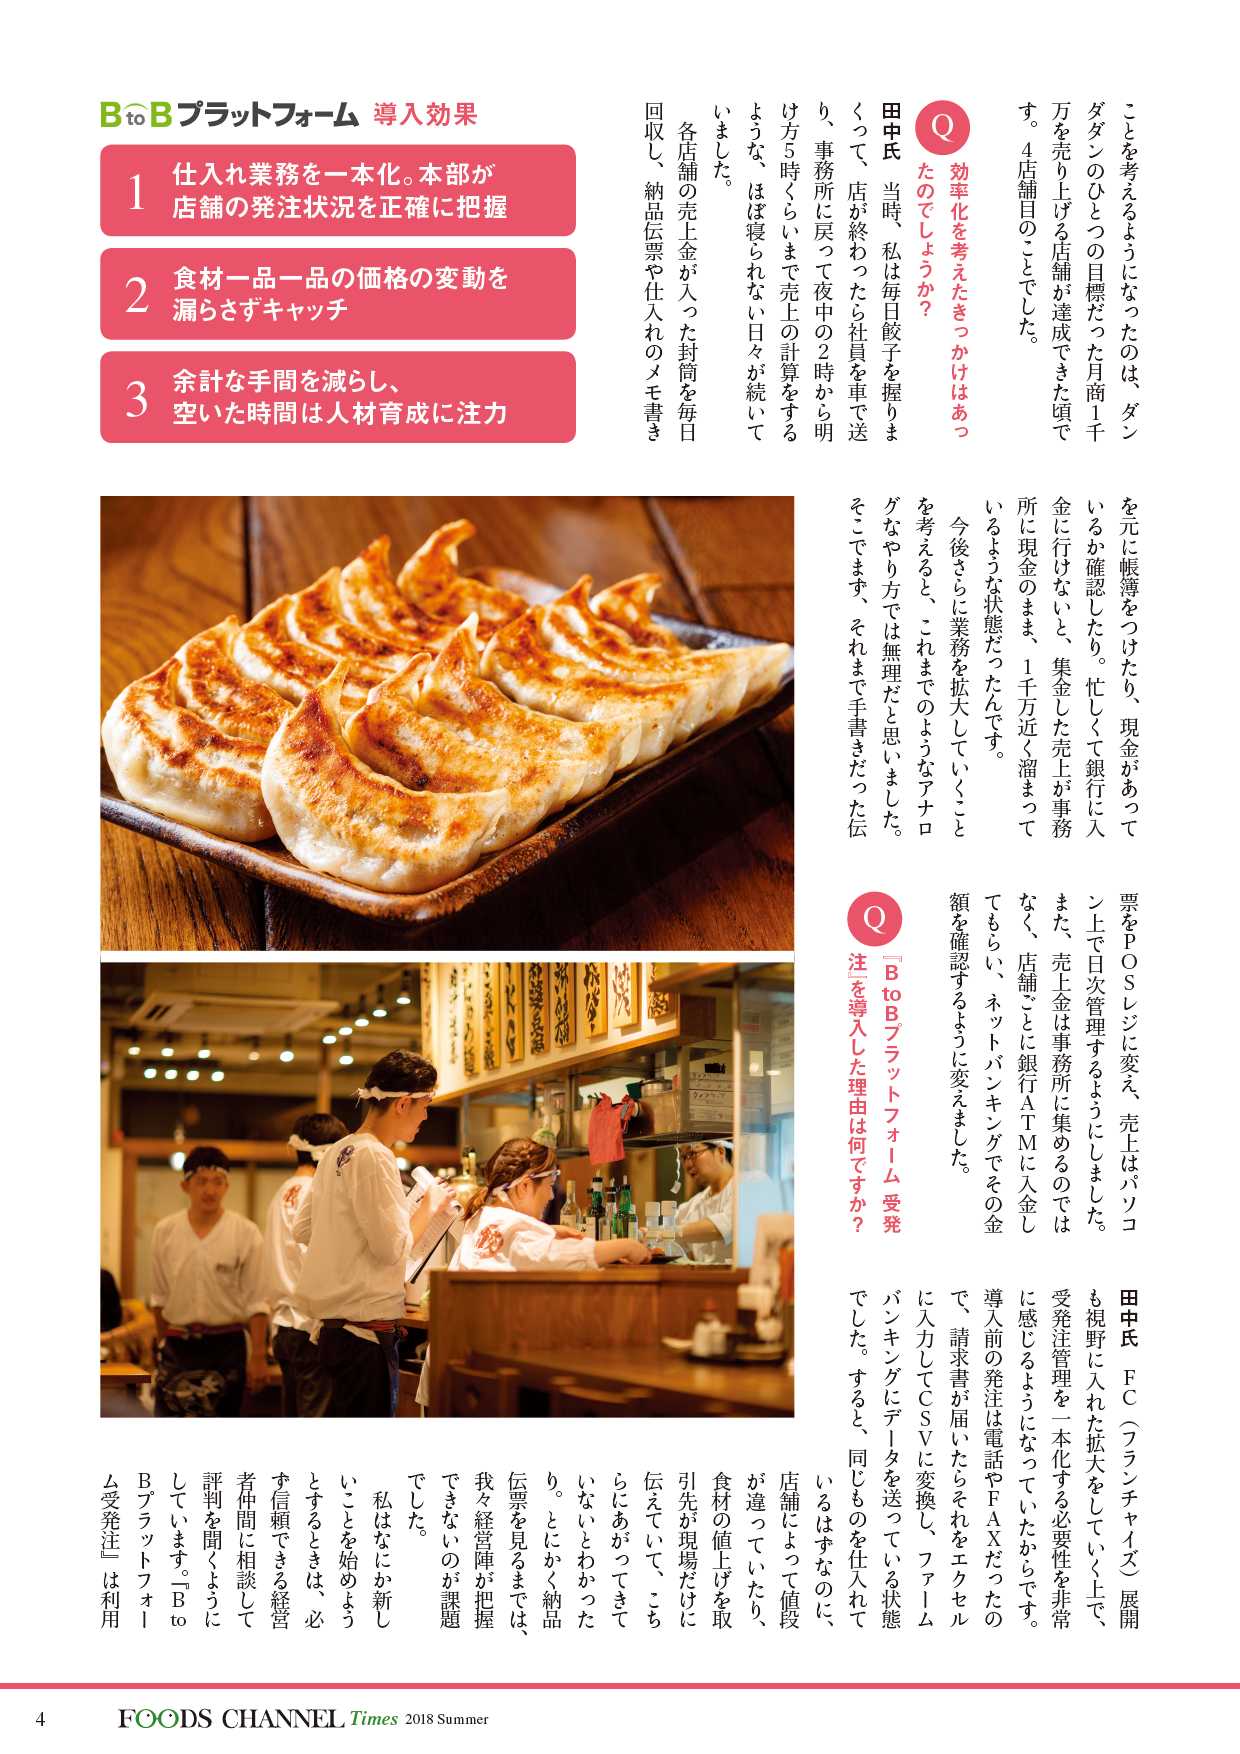 BtoBプラットフォーム 導入効果
1
仕入れ業務を一本化。本部が
店舗の発注状況を正確に把握
2
食材一品一品の価格の変動を
漏らさずキャッチ
3
余計な手間を減らし、
空いた時間は人材育成に注力
ことを考えるようになったのは、ダン
ダダンのひとつの目標だった月商1千
万を売り上げる店舗が達成できた頃で
す。4店舗目のことでした。
Q
効率化を考えたきっかけはあっ
たのでしょうか？
田中氏　当時、私は毎日餃子を握りま
くって、店が終わったら社員を車で送
り、事務所に戻って夜中の2時から明
け方5時くらいまで売上の計算をする
ような、ほぼ寝られない日々が続いて
いました。
　各店舗の売上金が入った封筒を毎日
回収し、納品伝票や仕入れのメモ書き
を元に帳簿をつけたり、現金があって
いるか確認したり。忙しくて銀行に入
金に行けないと、集金した売上が事務
所に現金のまま、1千万近く溜まって
いるような状態だったんです。
　今後さらに業務を拡大していくこと
を考えると、これまでのようなアナロ
グなやり方では無理だと思いました。
そこでまず、それまで手書きだった伝
票をPOSレジに変え、売上はパソコ
ン上で日次管理するようにしました。
また、売上金は事務所に集めるのでは
なく、店舗ごとに銀行ATMに入金し
てもらい、ネットバンキングでその金
額を確認するように変えました。
Q
『BtoBプラットフォーム 受発
注』を導入した理由は何ですか？
田中氏　FC（フランチャイズ）展開
も視野に入れた拡大をしていく上で、
受発注管理を一本化する必要性を非常
に感じるようになっていたからです。
導入前の発注は電話やFAXだったの
で、請求書が届いたらそれをエクセル
に入力してCSVに変換し、ファーム
バンキングにデータを送っている状態
でした。すると、同じものを仕入れて
いるはずなのに、
店舗によって値段
が違っていたり、
食材の値上げを取
引先が現場だけに
伝えていて、こち
らにあがってきて
いないとわかった
り。とにかく納品
伝票を見るまでは、
我々経営陣が把握
できないのが課題
でした。
　私はなにか新し
いことを始めよう
とするときは、必
ず信頼できる経営
者仲間に相談して
評判を聞くように
しています。『Bto
Bプラットフォー
ム受発注』は利用
4
FOODS CHANNEL Times 2018 Summer